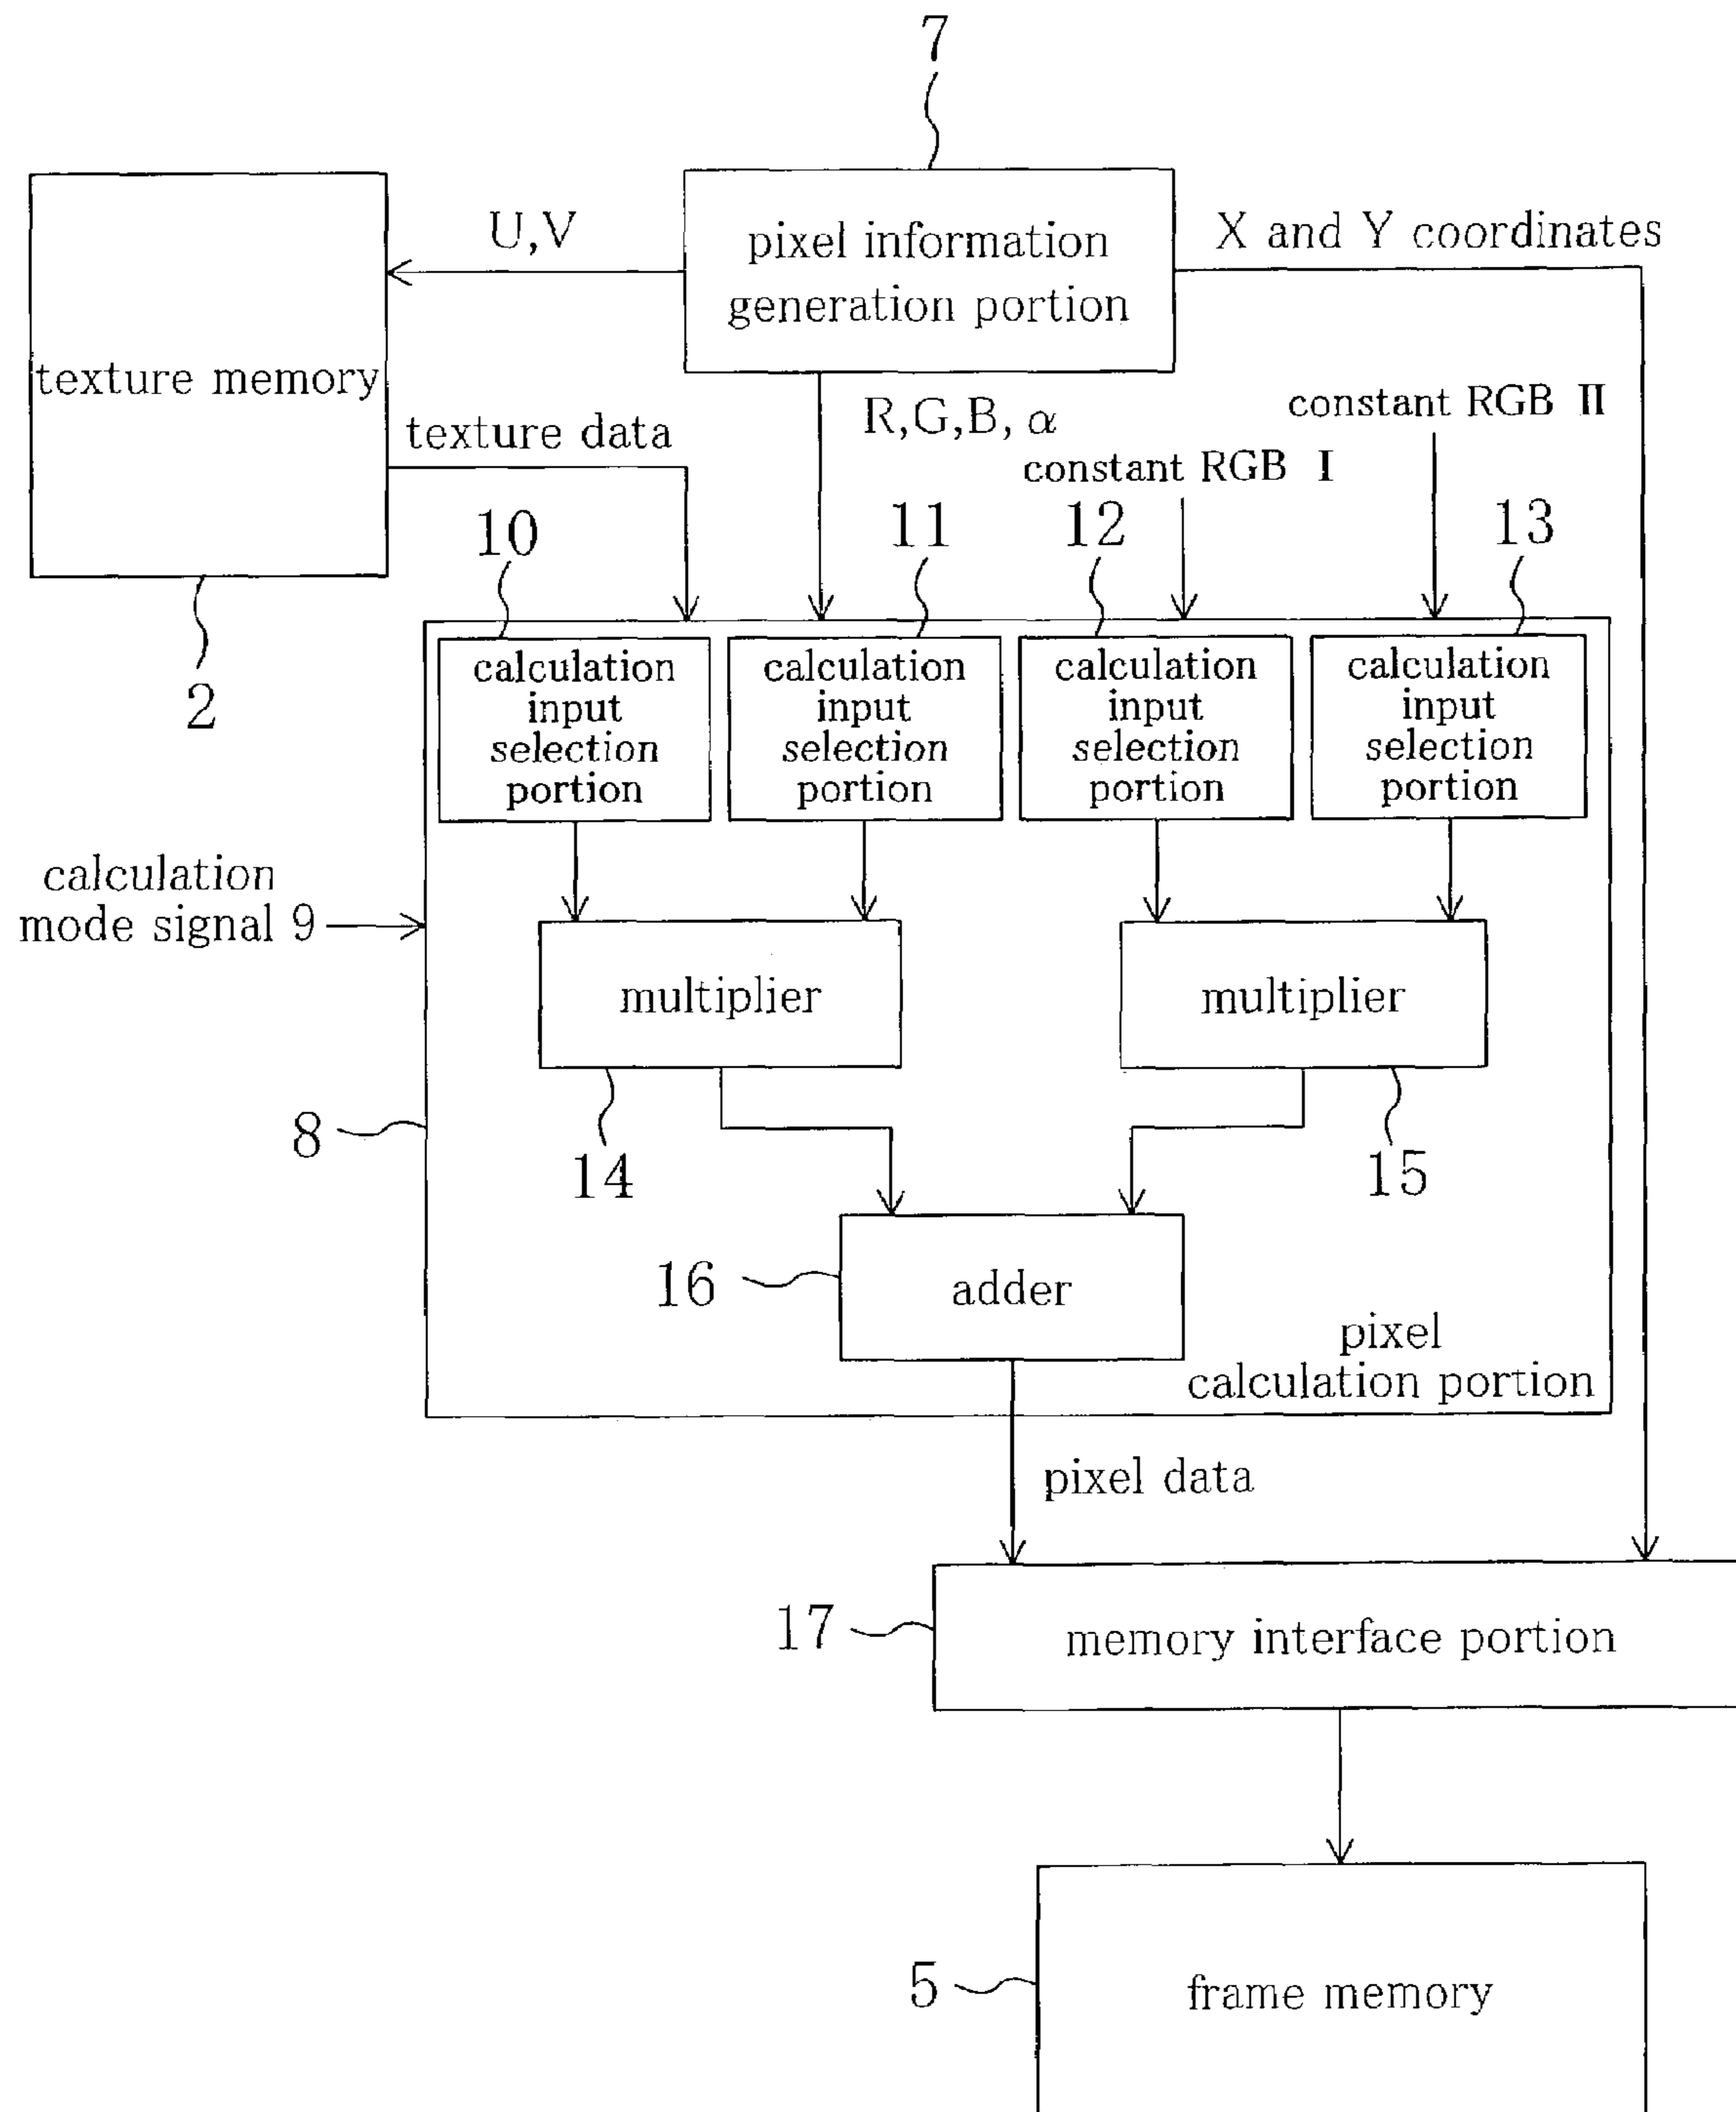 7
pixel information
generation portion
U,V
X and Y coordinates
texture memory
texture data
R,G,B, α
constant RGB II
constant RGB I
10
11
12
13
2
calculation
input
selection
portion
calculation
input
selection
portion
calculation
input
selection
portion
calculation
input
selection
portion
calculation
mode signal 9
multiplier
multiplier
8
14
15
16
adder
pixel
calculation portion
pixel data
17
memory interface portion
5
frame memory